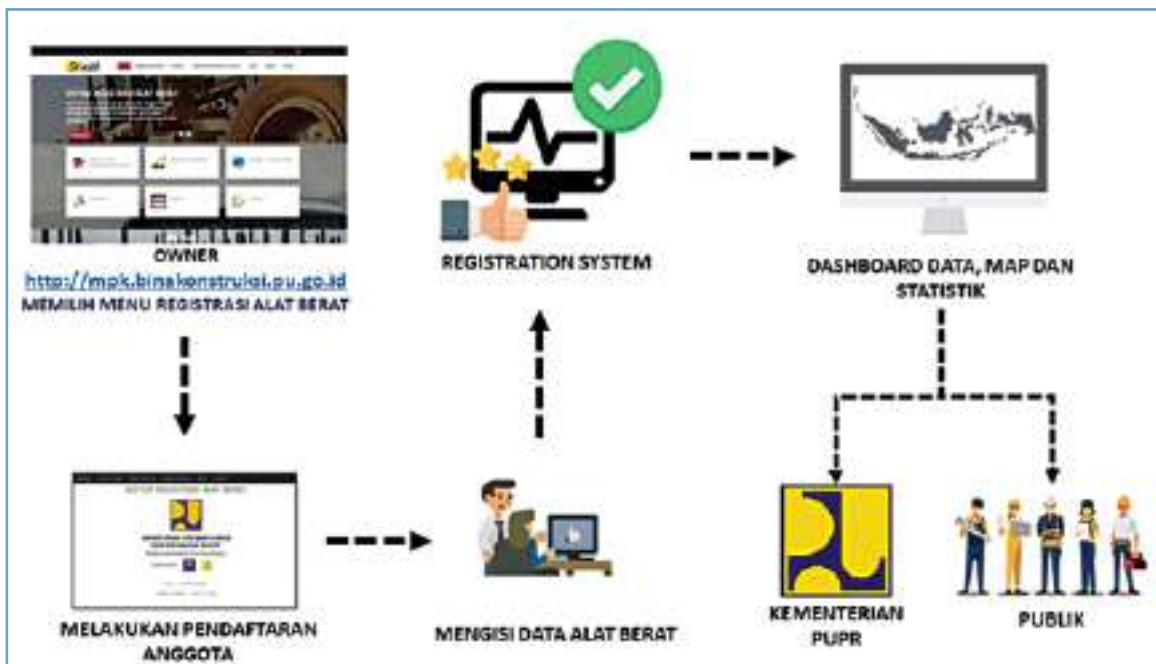 OWNER
http://mpk.binakonstruksi.pu.go.id
MEMILIH MENU REGISTRASI ALAT BERAT
MELAKUKAN PENDAFTARAN
ANGGOTA
MENGISI DATA ALAT BERAT
REGISTRATION SYSTEM
DASHBOARD DATA, MAP DAN
STATISTIK
KEMENTERIAN
PUPR
PUBLIK